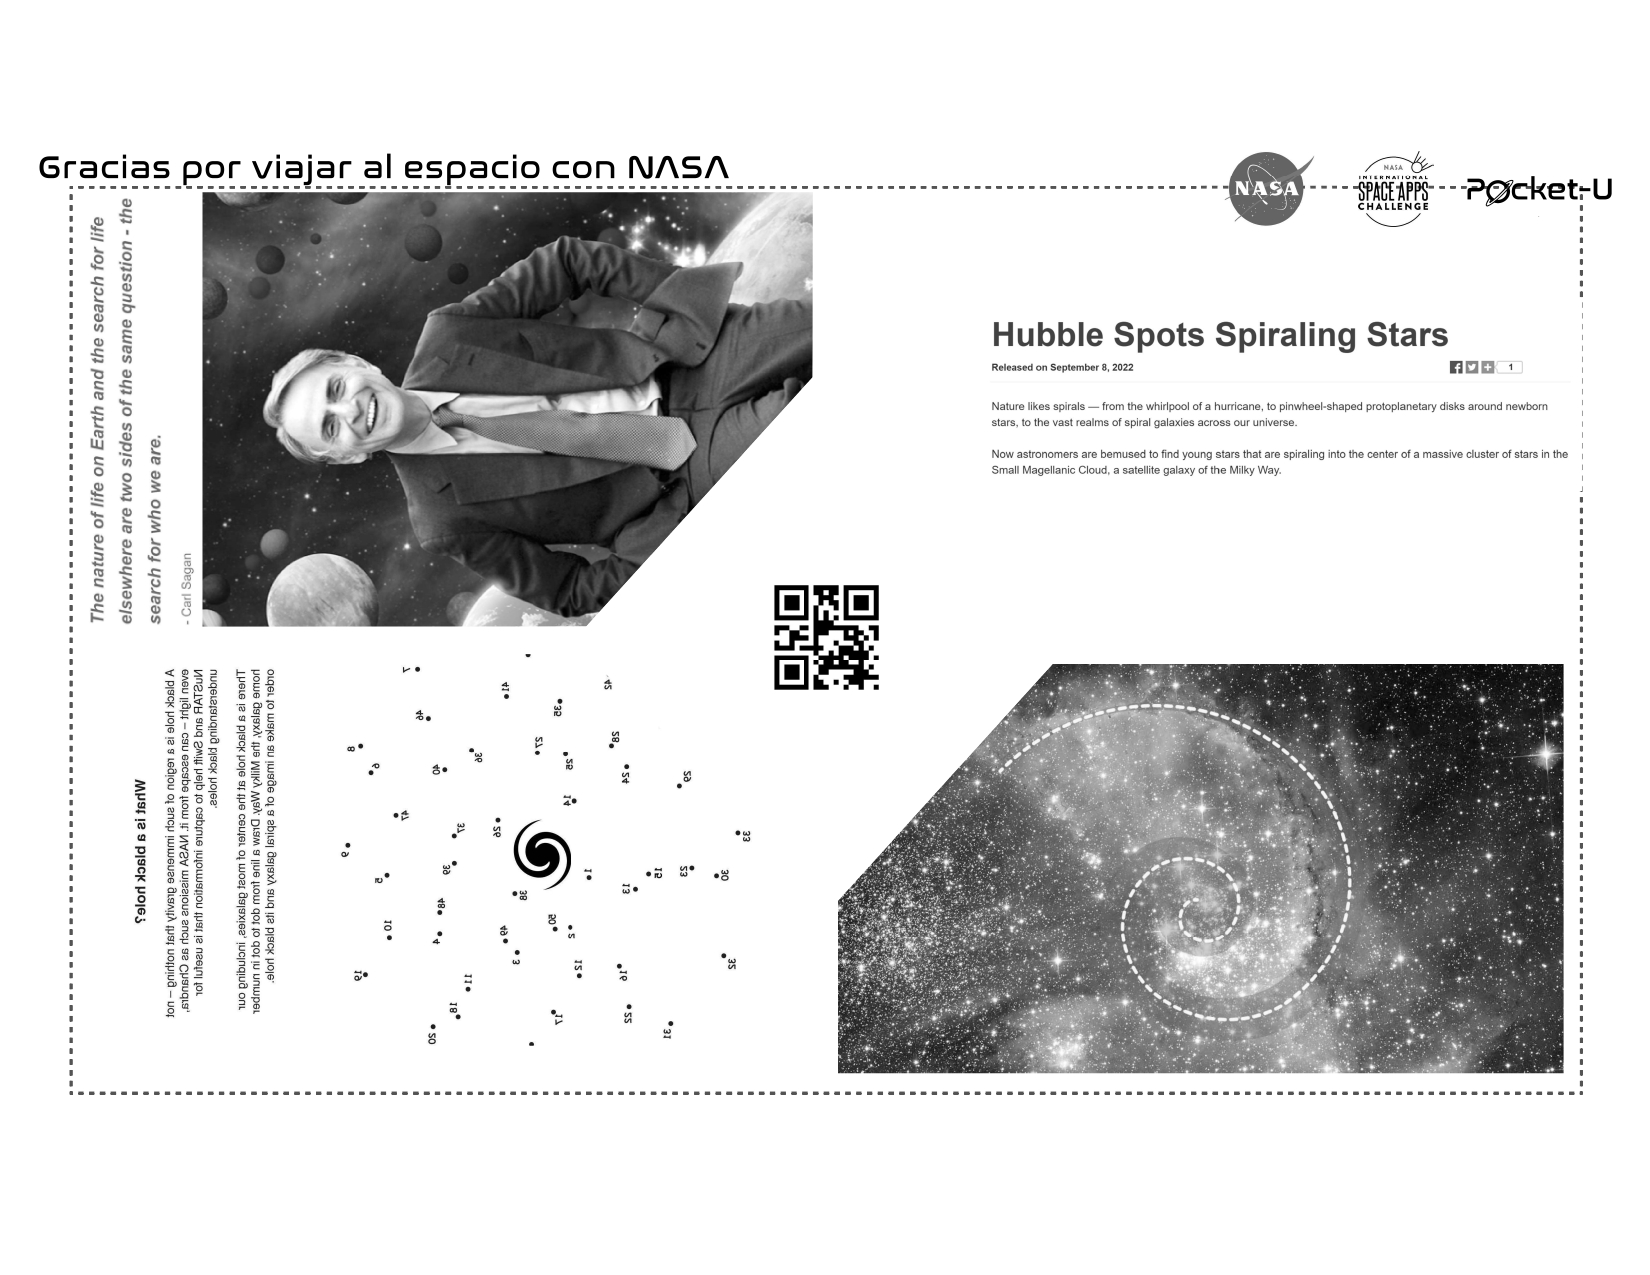 Gracias por viajar al espacio con NASA
NASA
NASA
INTERNATIONAL
SPACE APPS
CHALLENGE
Pocket-U
The nature of life on Earth and the search for life
elsewhere are two sides of the same question - the
search for who we are.
- Carl Sagan
Hubble Spots Spiraling Stars
Released on September 8, 2022
1
Nature likes spirals — from the whirlpool of a hurricane, to pinwheel-shaped protoplanetary disks around newborn
stars, to the vast realms of spiral galaxies across our universe.
Now astronomers are bemused to find young stars that are spiraling into the center of a massive cluster of stars in the
Small Magellanic Cloud, a satellite galaxy of the Milky Way.
What is a black hole?
A black hole is a region of such immense gravity that nothing – not
even light – can escape from it. NASA missions such as Chandra,
NuSTAR and Swift help to capture information that is useful for
understanding black holes.
There is a black hole at the center of most galaxies, including our
home galaxy, the Milky Way. Draw a line from dot to dot in number
order to make an image of a spiral galaxy and its black hole.
7
41
42
35
46
8
9
40
36
27
25
28
24
29
14
47
37
26
33
6
5
39
38
1
13
15
23
30
48
10
4
49
50
2
3
12
16
32
19
11
18
20
17
22
31